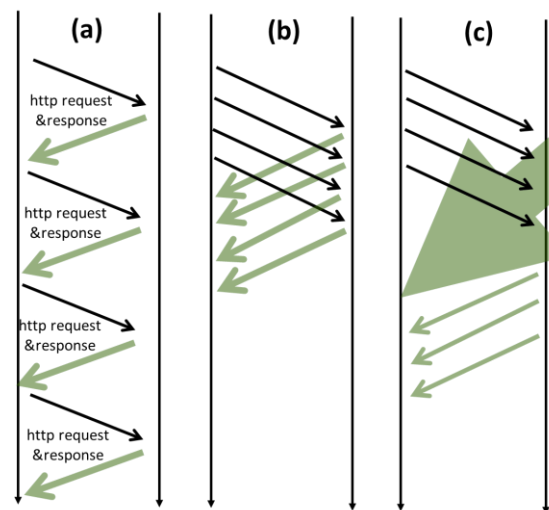 (a)
(b)
(c)
http request
&response
http request
&response
http request
&response
http request
&response